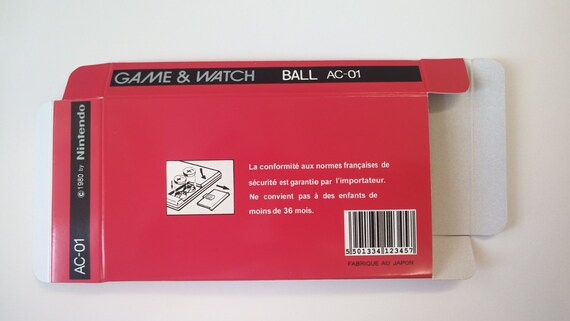 GAME & WATCH BALL AC-01
© 1980 by Nintendo
AC-01
La conformité aux normes françaises de
sécurité est garantie par l'importateur.
Ne convient pas à des enfants de
moins de 36 mois.
5 501334 123457
FABRIQUE AU JAPON